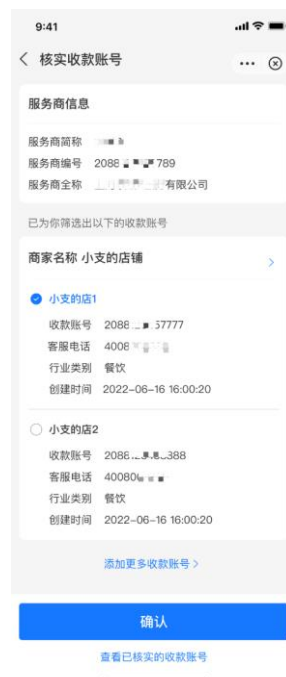 9:41
核实收款账号
服务商信息
服务商简称
服务商编号 2088 789
服务商全称 有限公司
已为你筛选出以下的收款账号
商家名称 小支的店铺
小支的店1
收款账号 2088 57777
客服电话 4008
行业类别 餐饮
创建时间 2022-06-16 16:00:20
小支的店2
收款账号 2088 388
客服电话 40080
行业类别 餐饮
创建时间 2022-06-16 16:00:20
添加更多收款账号
确认
查看已核实的收款账号